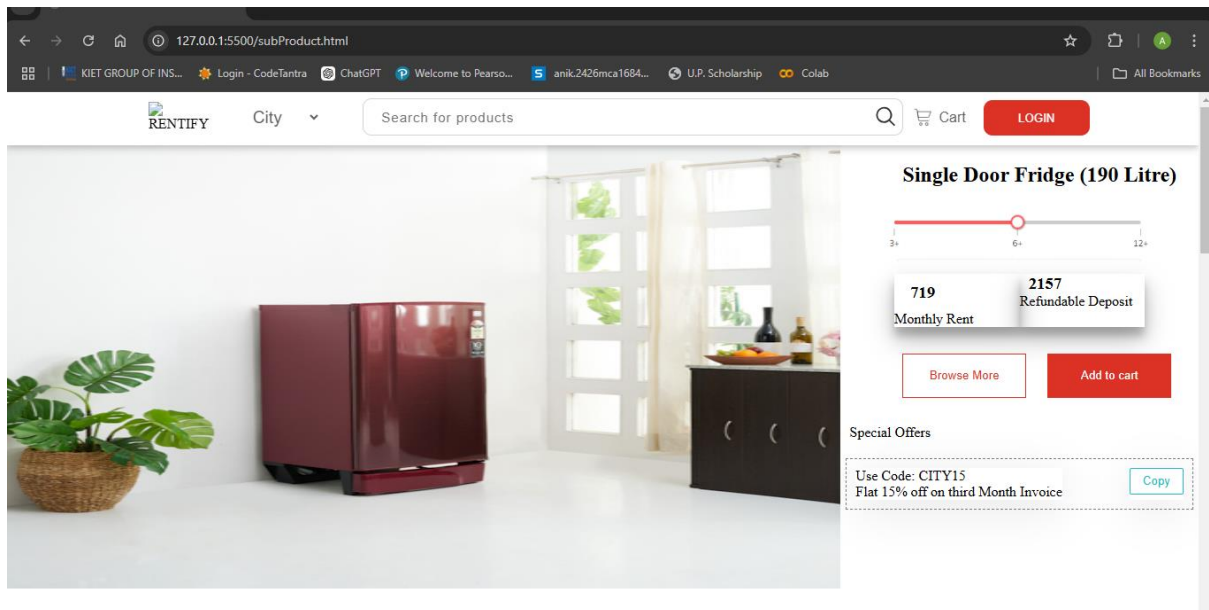 127.0.0.1:5500/subProduct.html
KIET GROUP OF INS... Login - CodeTantra ChatGPT Welcome to Pearso... anik.2426mca1684... U.P. Scholarship Colab All Bookmarks
RENTIFY City Search for products Cart LOGIN
Single Door Fridge (190 Litre)
3+ 6+ 12+
719 2157
Monthly Rent Refundable Deposit
Browse More Add to cart
Special Offers
Use Code: CITY15
Flat 15% off on third Month Invoice
Copy